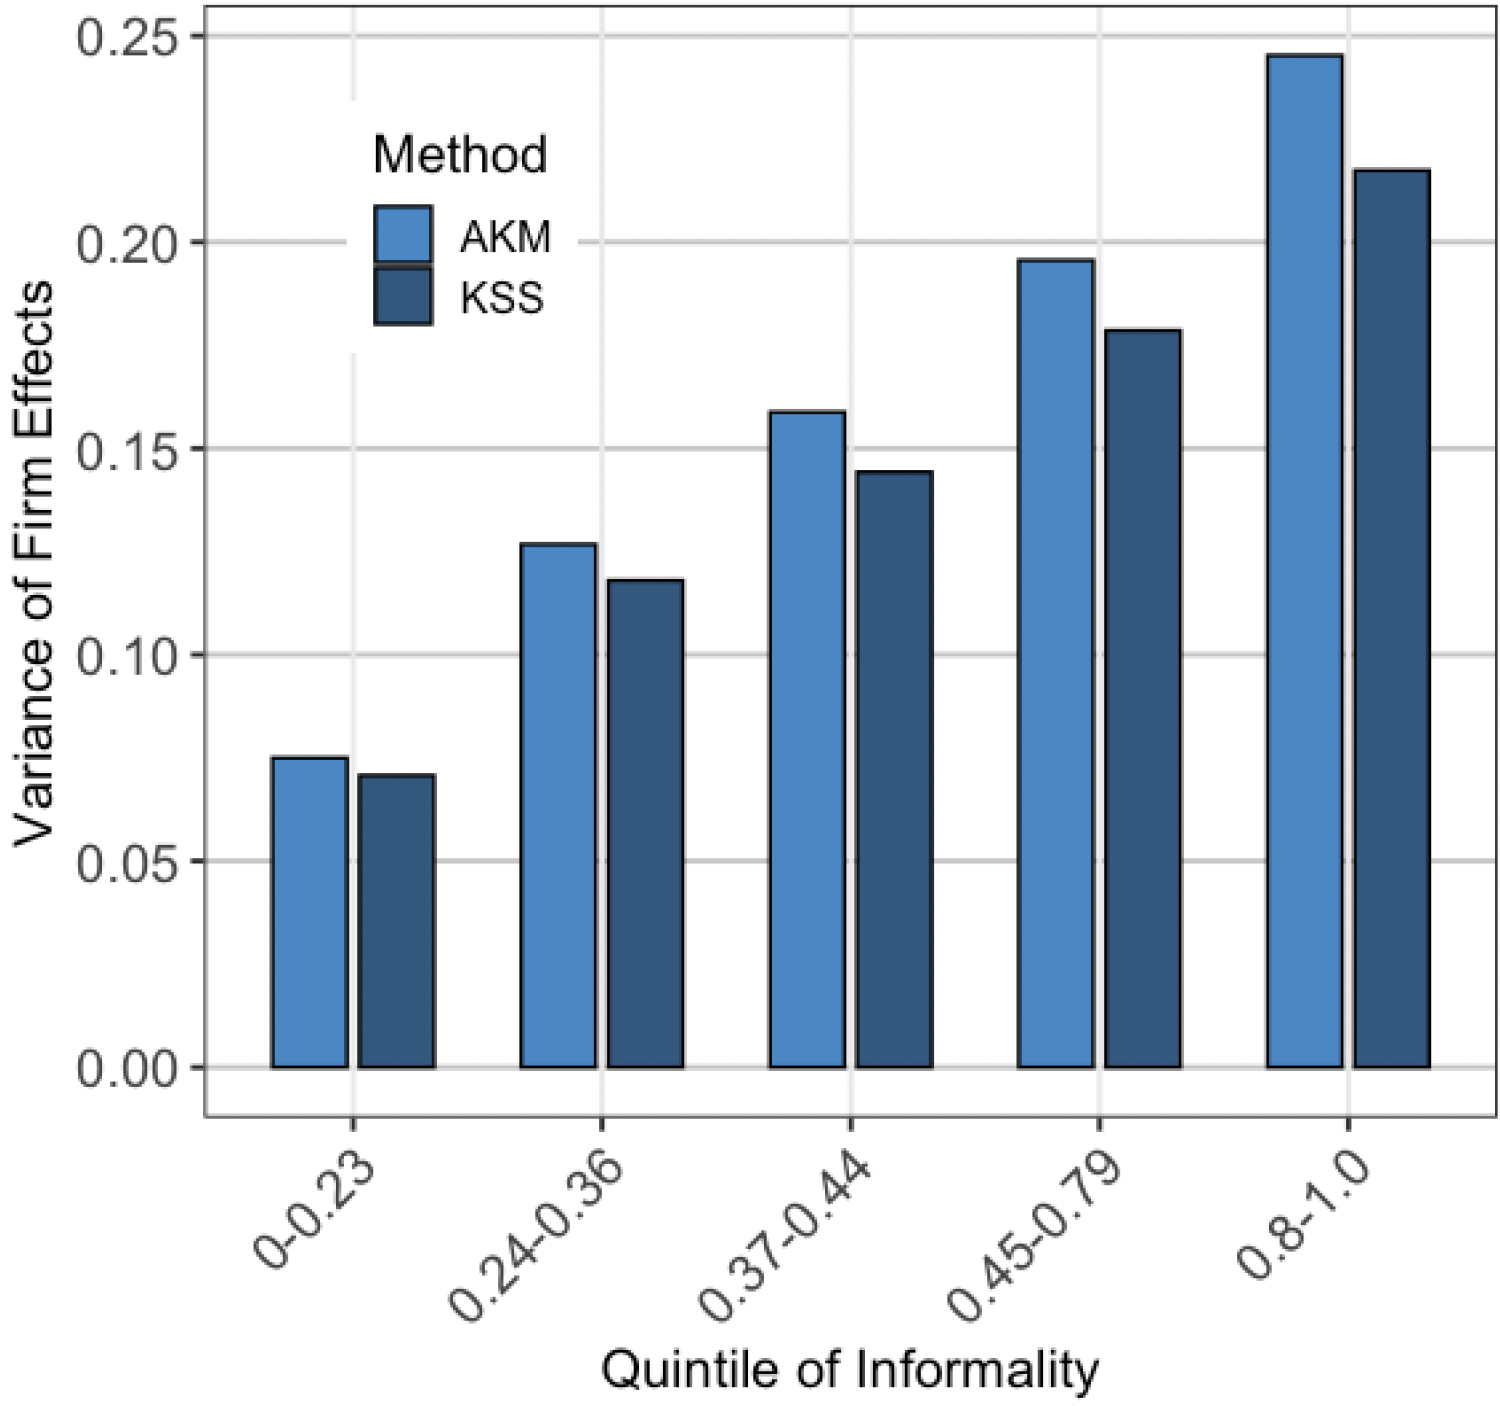 0.25
0.20
0.15
0.10
0.05
0.00
Variance of Firm Effects
Method
AKM
KSS
0-0.23
0.24-0.36
0.37-0.44
0.45-0.79
0.8-1.0
Quintile of Informality